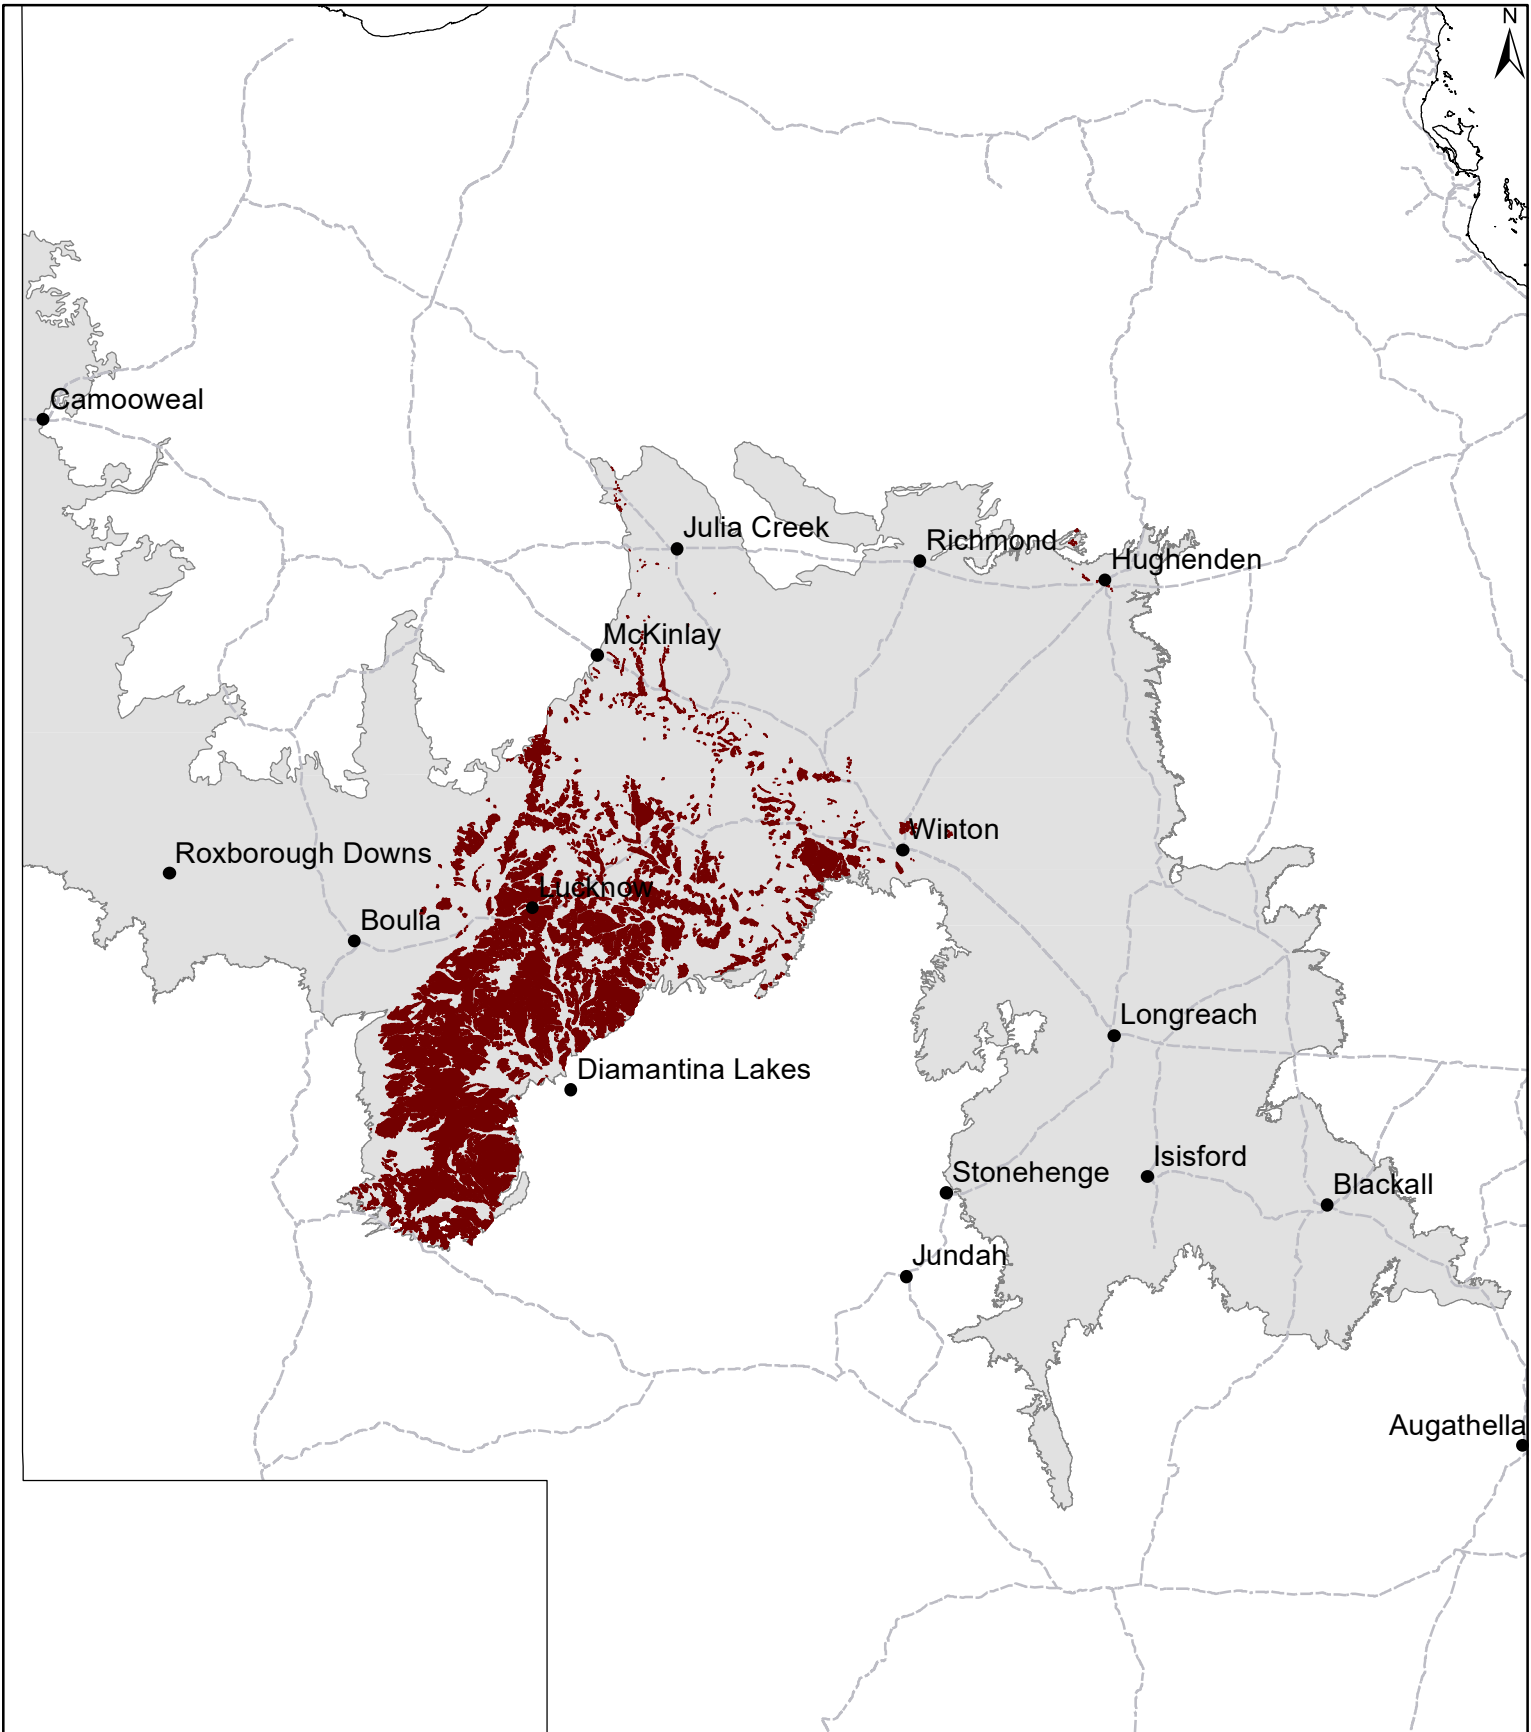 N
Camooweal
Julia Creek
Richmond
Hughenden
McKinlay
Winton
Roxborough Downs
Lucknow
Boulia
Longreach
Diamantina Lakes
Isisford
Stonehenge
Blackall
Jundah
Augathella